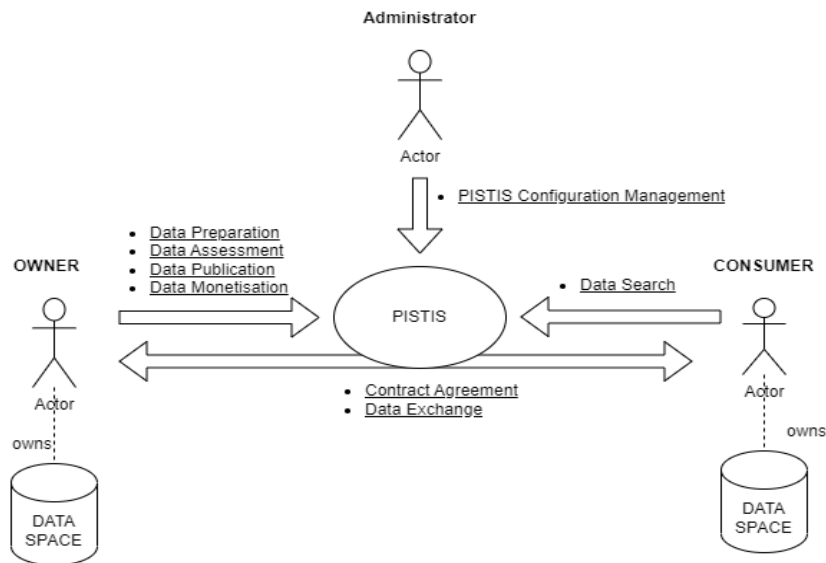 Administrator
Actor
• PISTIS Configuration Management
• Data Preparation
• Data Assessment
• Data Publication
• Data Monetisation
OWNER
CONSUMER
• Data Search
PISTIS
Actor
Actor
• Contract Agreement
• Data Exchange
owns
owns
DATA
SPACE
DATA
SPACE